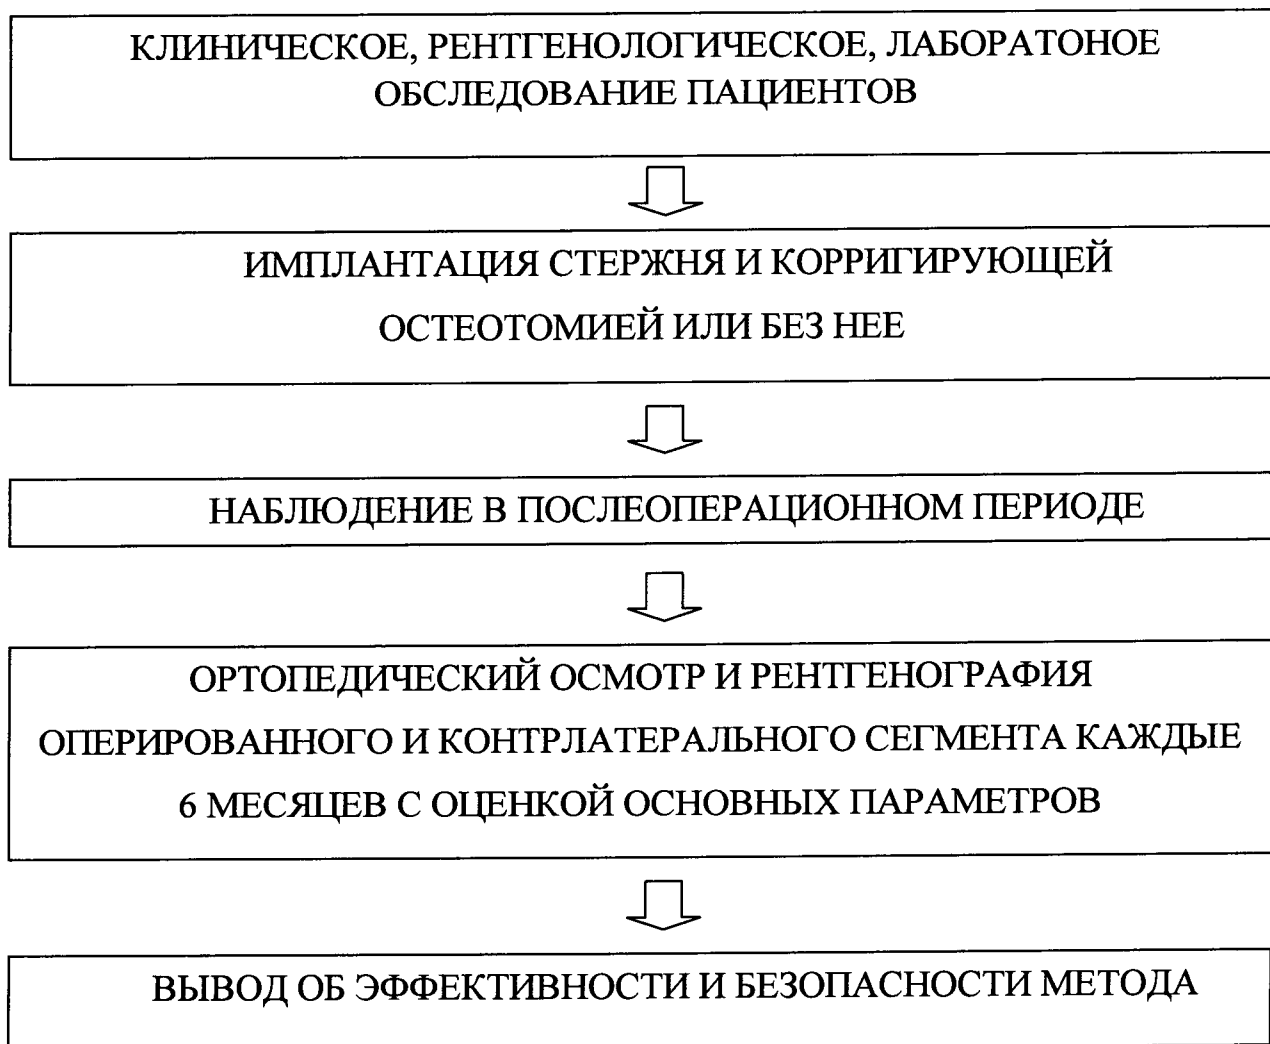 КЛИНИЧЕСКОЕ, РЕНТГЕНОЛОГИЧЕСКОЕ, ЛАБОРАТОНОЕ
ОБСЛЕДОВАНИЕ ПАЦИЕНТОВ
ИМПЛАНТАЦИЯ СТЕРЖНЯ И КОРРИГИРУЮЩЕЙ
ОСТЕОТОМИЕЙ ИЛИ БЕЗ НЕЕ
НАБЛЮДЕНИЕ В ПОСЛЕОПЕРАЦИОННОМ ПЕРИОДЕ
ОРТОПЕДИЧЕСКИЙ ОСМОТР И РЕНТГЕНОГРАФИЯ
ОПЕРИРОВАННОГО И КОНТРЛАТЕРАЛЬНОГО СЕГМЕНТА КАЖДЫЕ
6 МЕСЯЦЕВ С ОЦЕНКОЙ ОСНОВНЫХ ПАРАМЕТРОВ
ВЫВОД ОБ ЭФФЕКТИВНОСТИ И БЕЗОПАСНОСТИ МЕТОДА